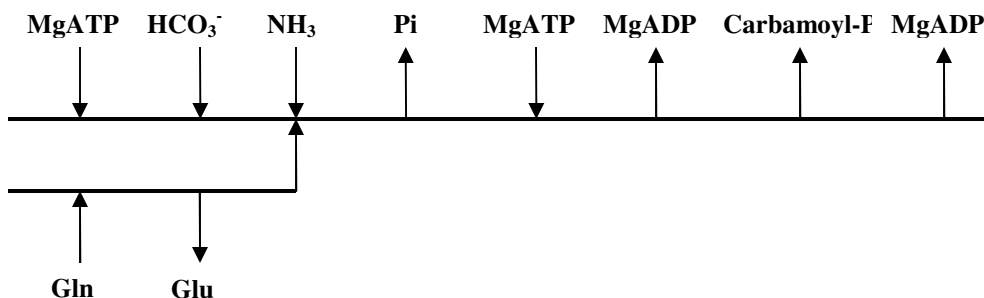 MgATP HCO₃⁻ NH₃ Pi MgATP MgADP Carbamoyl-P MgADP
Gln Glu